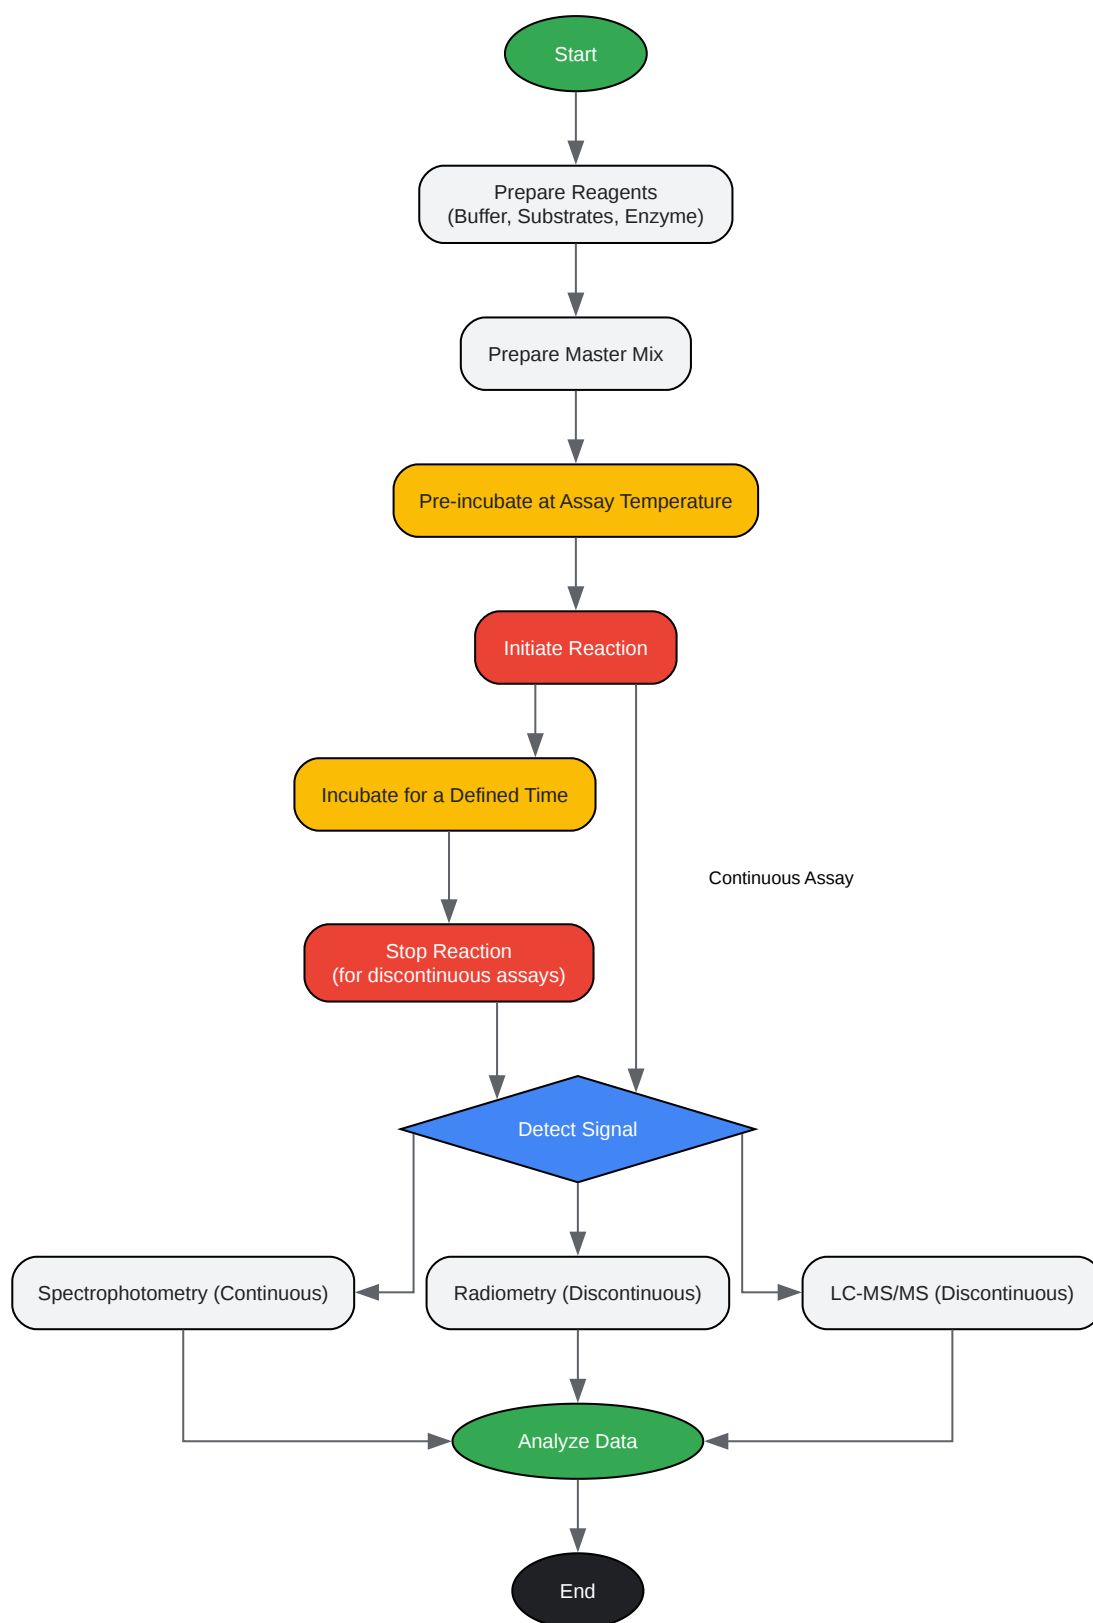 Start
Prepare Reagents
(Buffer, Substrates, Enzyme)
Prepare Master Mix
Pre-incubate at Assay Temperature
Initiate Reaction
Incubate for a Defined Time
Continuous Assay
Stop Reaction
(for discontinuous assays)
Detect Signal
Spectrophotometry (Continuous)
Radiometry (Discontinuous)
LC-MS/MS (Discontinuous)
Analyze Data
End